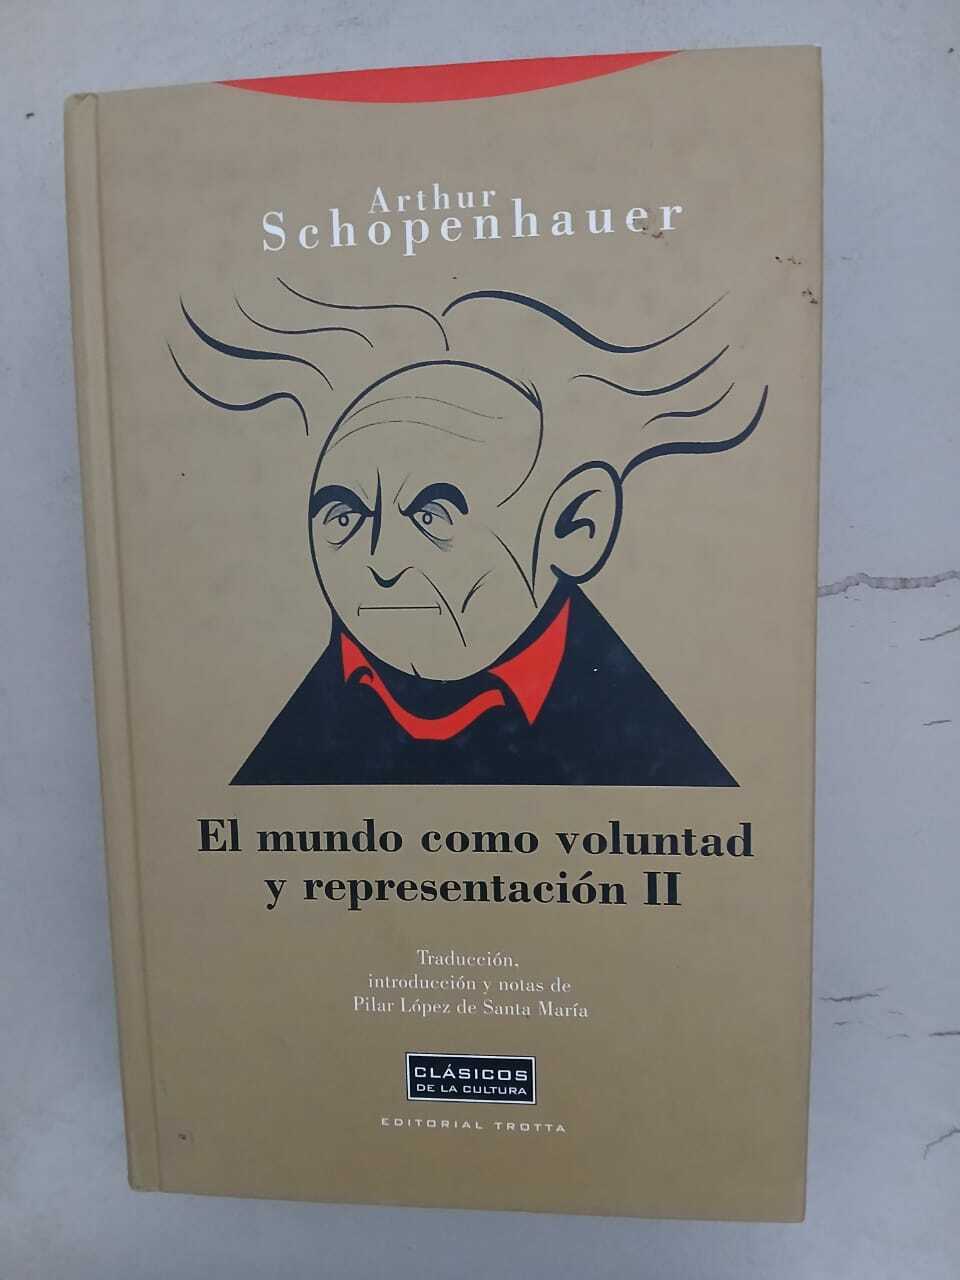 Arthur
Schopenhauer
El mundo como voluntad
y representación II
Traducción,
introducción y notas de
Pilar López de Santa María
CLÁSICOS
DE LA CULTURA
EDITORIAL TROTTA